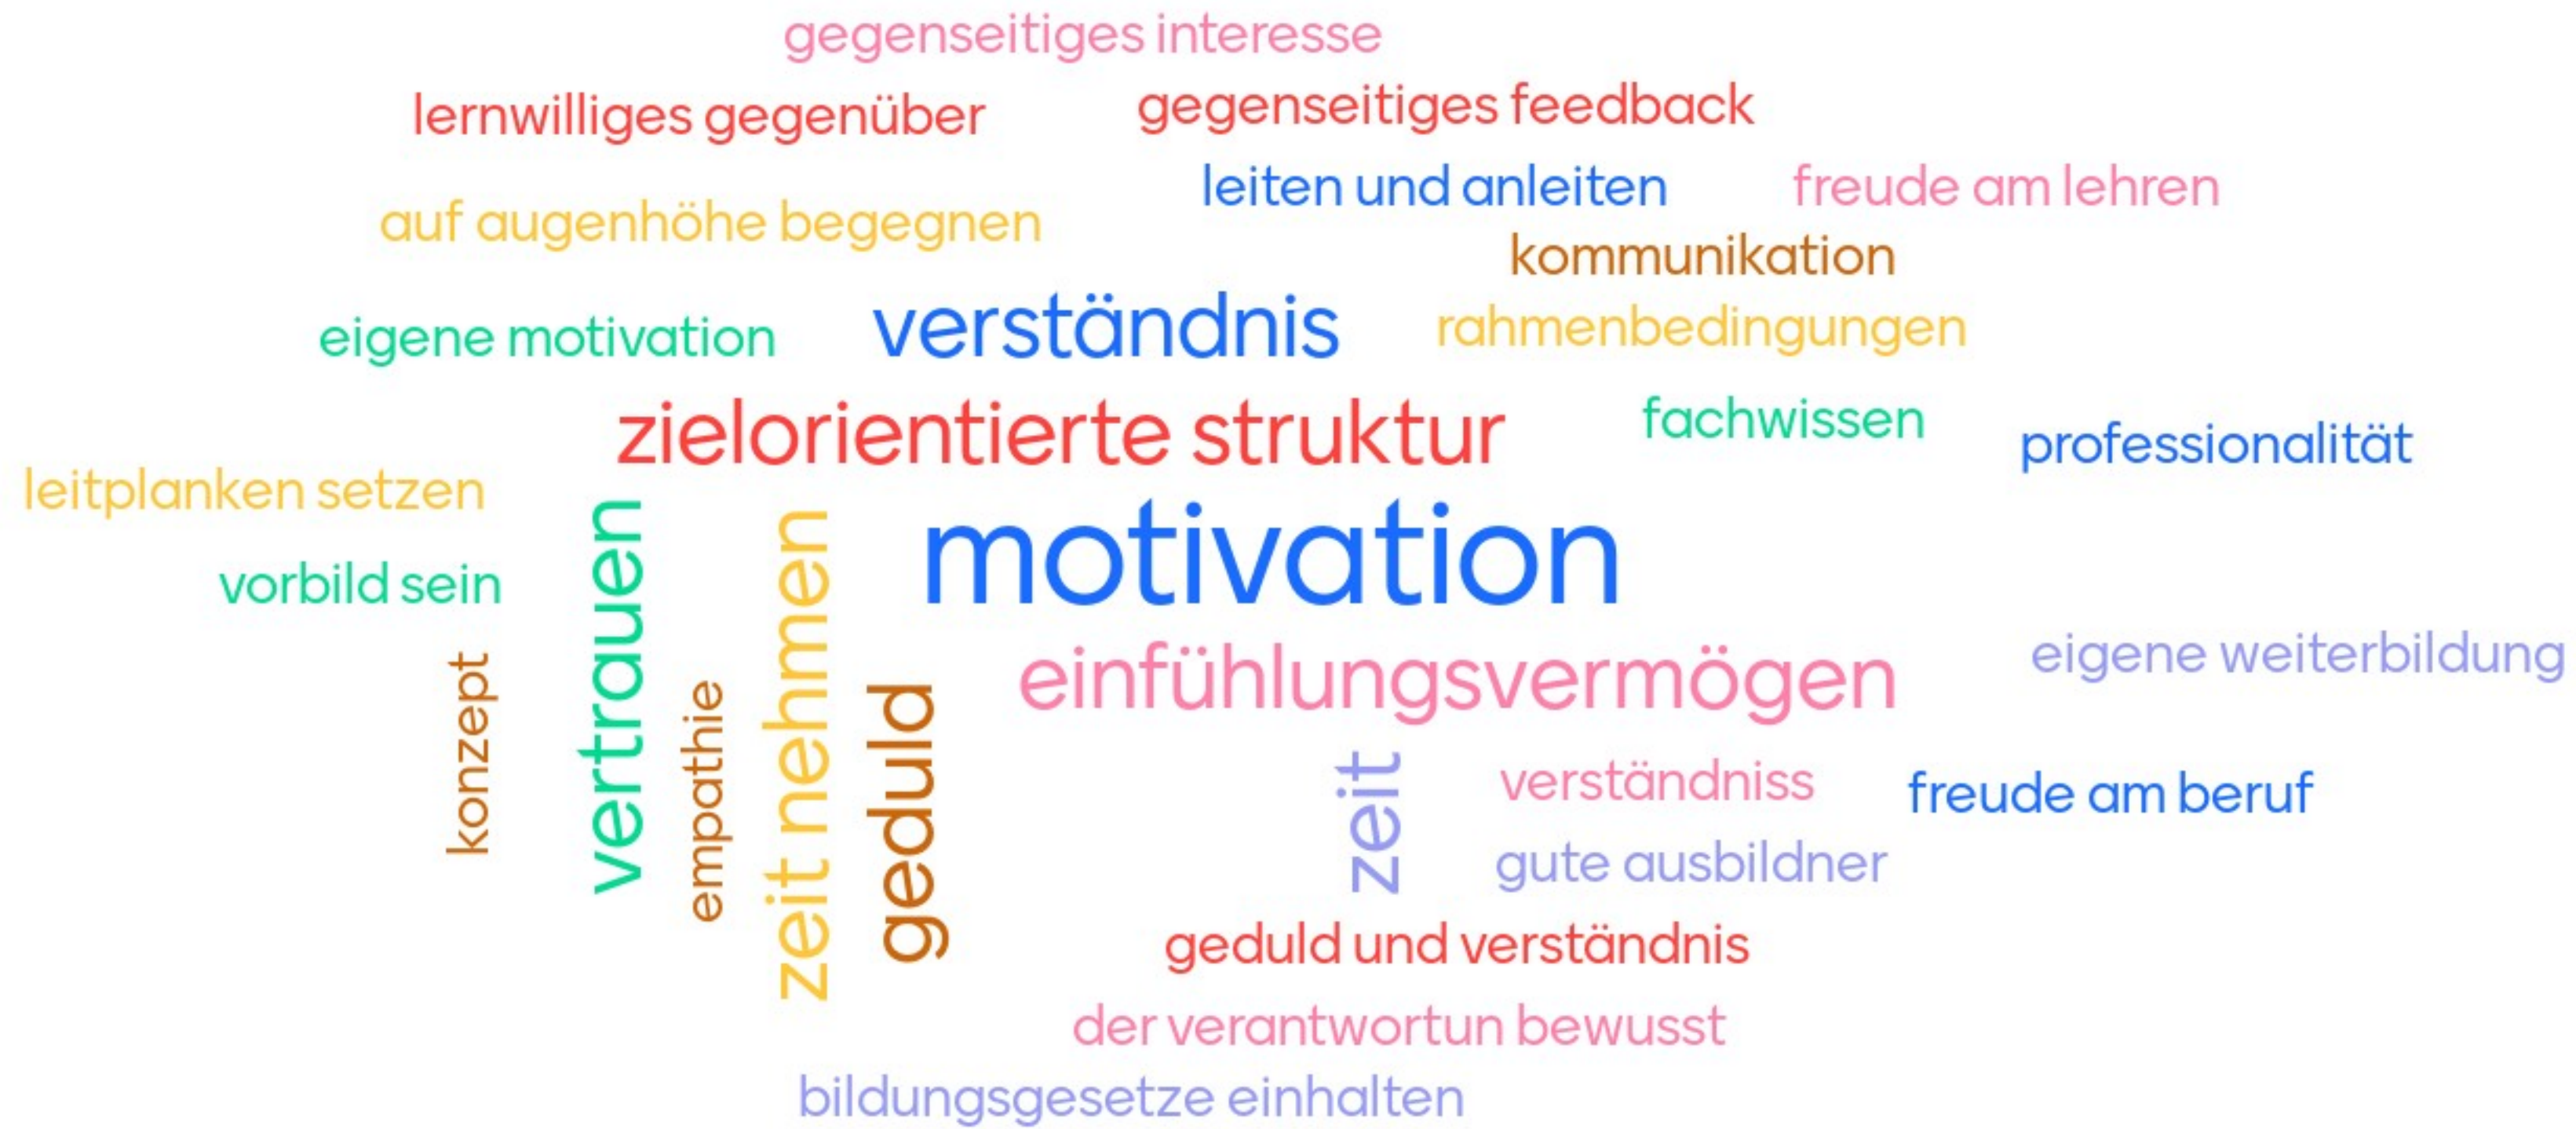 gegenseitiges interesse
lernwilliges gegenüber
gegenseitiges feedback
leiten und anleiten
freude am lehren
auf augenhöhe begegnen
kommunikation
eigene motivation
verständnis
rahmenbedingungen
zielorientierte struktur
fachwissen
professionalität
leitplanken setzen
motivation
vorbild sein
vertrauen
zeit nehmen
konzept
empathie
geduld
einfühlungsvermögen
eigene weiterbildung
zeit
verständniss
freude am beruf
gute ausbildner
geduld und verständnis
der verantwortun bewusst
bildungsgesetze einhalten